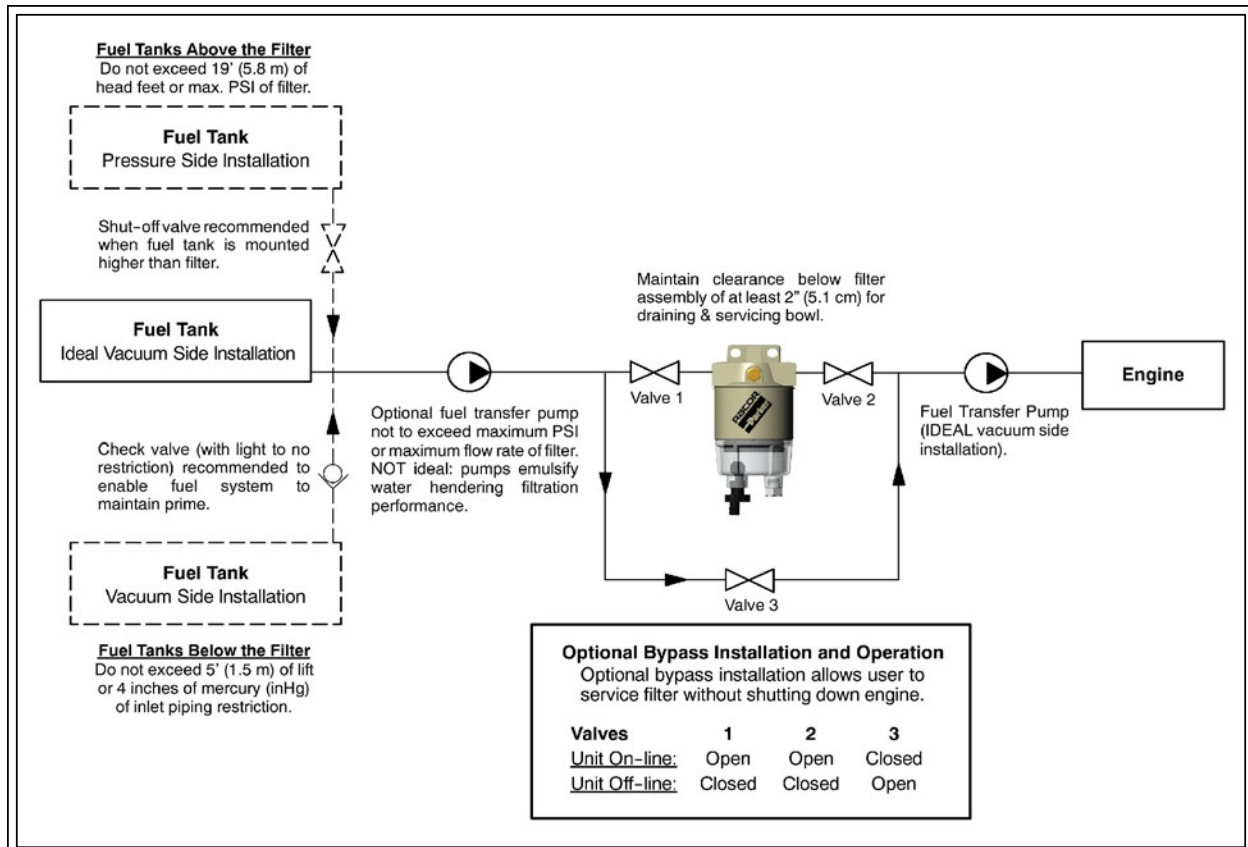 Fuel Tanks Above the Filter
Do not exceed 19' (5.8 m) of
head feet or max. PSI of filter.
Fuel Tank
Pressure Side Installation
Shut-off valve recommended
when fuel tank is mounted
higher than filter.
Fuel Tank
Ideal Vacuum Side Installation
Check valve (with light to no
restriction) recommended to
enable fuel system to
maintain prime.
Fuel Tank
Vacuum Side Installation
Fuel Tanks Below the Filter
Do not exceed 5' (1.5 m) of lift
or 4 inches of mercury (inHg)
of inlet piping restriction.
Optional fuel transfer pump
not to exceed maximum PSI
or maximum flow rate of filter.
NOT ideal: pumps emulsify
water hendering filtration
performance.
Maintain clearance below filter
assembly of at least 2" (5.1 cm) for
draining & servicing bowl.
Valve 1
RACOR
Parker
Valve 2
Valve 3
Fuel Transfer Pump
(IDEAL vacuum side
installation).
Engine
Optional Bypass Installation and Operation
Optional bypass installation allows user to
service filter without shutting down engine.
Valves 1 2 3
Unit On-line: Open Open Closed
Unit Off-line: Closed Closed Open